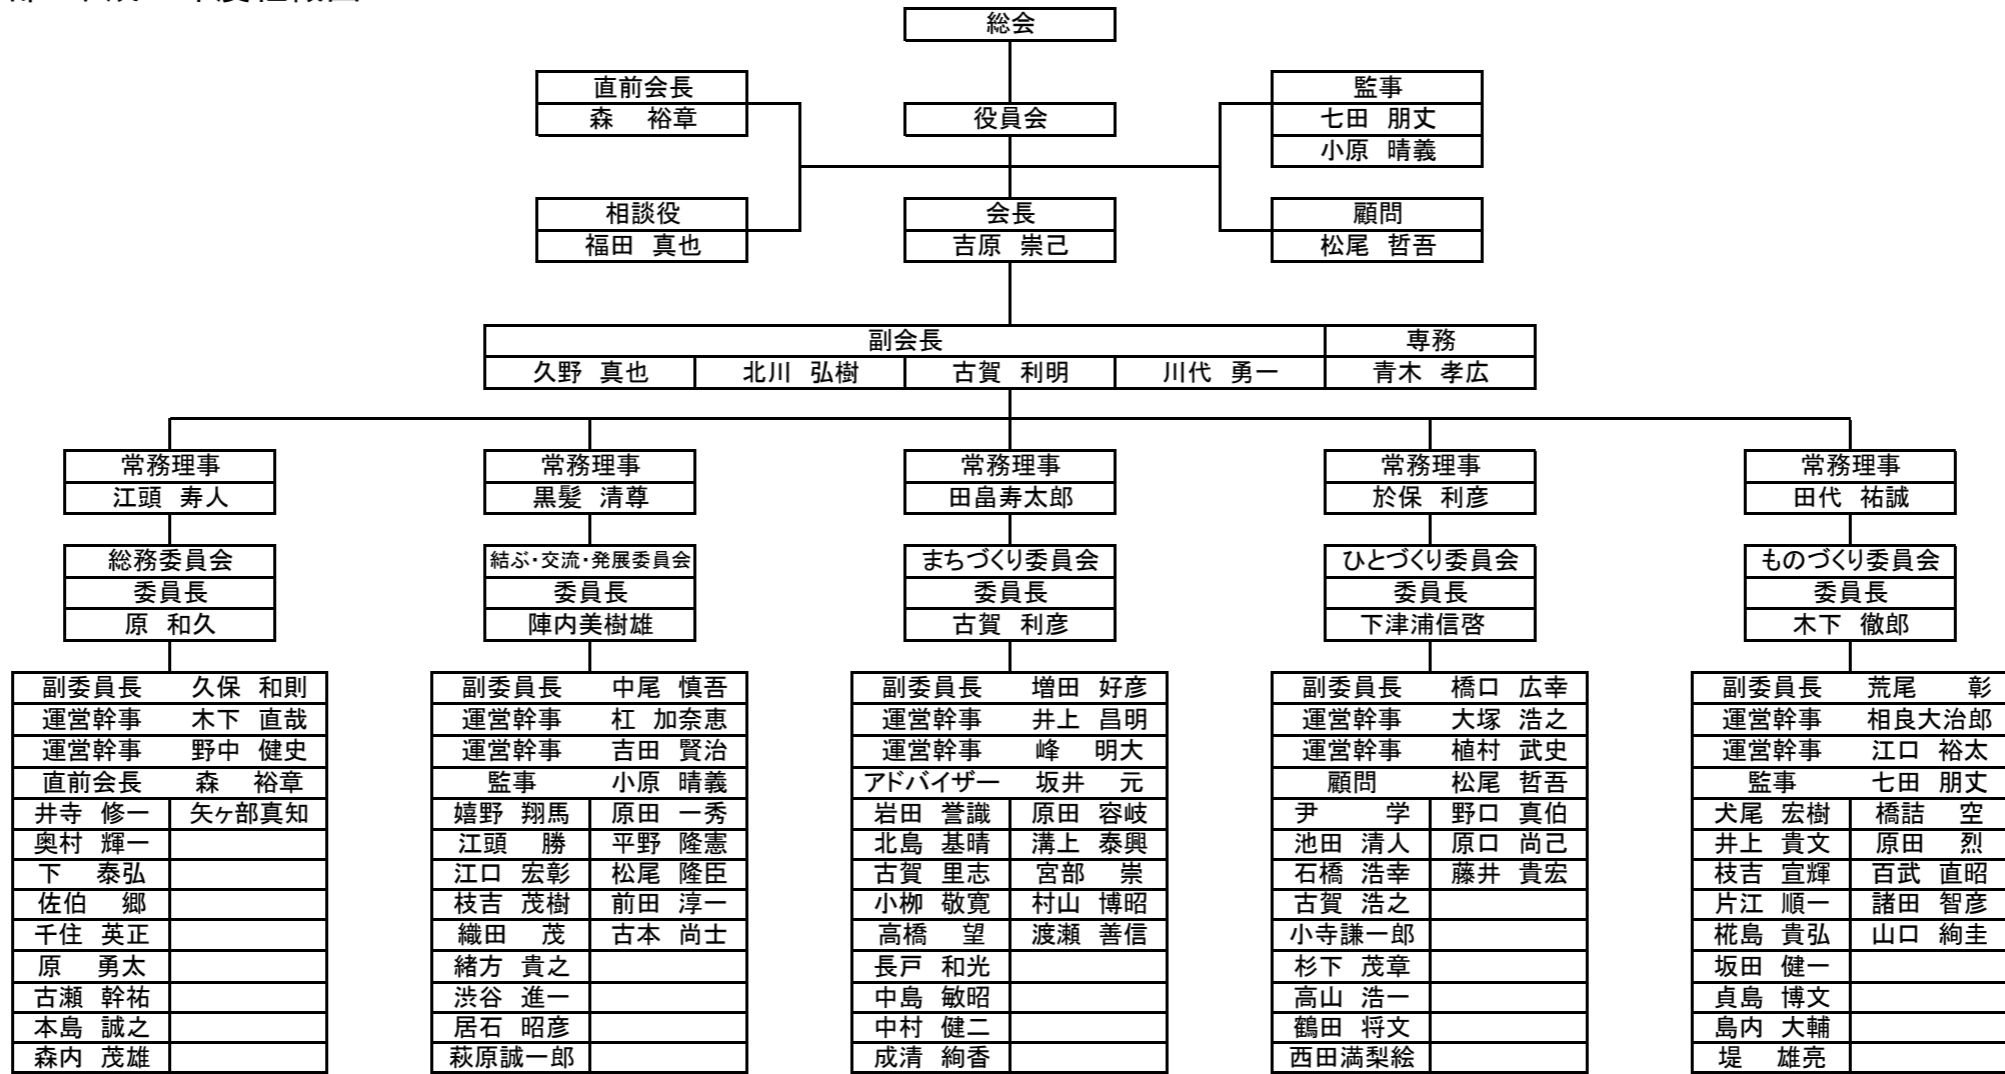 総会
直前会長
森 裕章
役員会
監事
七田 朋丈
小原 晴義
相談役
福田 真也
会長
吉原 崇己
顧問
松尾 哲吾
副会長 専務
久野 真也 北川 弘樹 古賀 利明 川代 勇一 青木 孝広
常務理事 常務理事 常務理事 常務理事 常務理事
江頭 寿人 黒髪 清尊 田畠寿太郎 於保 利彦 田代 祐誠
総務委員会 結ぶ・交流・発展委員会 まちづくり委員会 ひとづくり委員会 ものづくり委員会
委員長 委員長 委員長 委員長 委員長
原 和久 陣内美樹雄 古賀 利彦 下津浦信啓 木下 徹郎
副委員長 久保 和則
運営幹事 木下 直哉
運営幹事 野中 健史
直前会長 森 裕章
井寺 修一 矢ヶ部真知
奥村 輝一
下 泰弘
佐伯 郷
千住 英正
原 勇太
古瀬 幹祐
本島 誠之
森内 茂雄
副委員長 中尾 慎吾
運営幹事 杠 加奈恵
運営幹事 吉田 賢治
監事 小原 晴義
嬉野 翔馬 原田 一秀
江頭 勝 平野 隆憲
江口 宏彰 松尾 隆臣
枝吉 茂樹 前田 淳一
織田 茂 古本 尚士
緒方 貴之
渋谷 進一
居石 昭彦
萩原誠一郎
副委員長 増田 好彦
運営幹事 井上 昌明
運営幹事 峰 明大
アドバイザー 坂井 元
岩田 誉識 原田 容岐
北島 基晴 溝上 泰興
古賀 里志 宮部 崇
小栁 敬寛 村山 博昭
高橋 望 渡瀬 善信
長戸 和光
中島 敏昭
中村 健二
成清 絢香
副委員長 橋口 広幸
運営幹事 大塚 浩之
運営幹事 植村 武史
顧問 松尾 哲吾
尹 学 野口 真伯
池田 清人 原口 尚己
石橋 浩幸 藤井 貴宏
古賀 浩之
小寺謙一郎
杉下 茂章
高山 浩一
鶴田 将文
西田満梨絵
副委員長 荒尾 彰
運営幹事 相良大治郎
運営幹事 江口 裕太
監事 七田 朋丈
犬尾 宏樹 橋詰 空
井上 貴文 原田 烈
枝吉 宣輝 百武 直昭
片江 順一 諸田 智彦
椛島 貴弘 山口 絢圭
坂田 健一
貞島 博文
島内 大輔
堤 雄亮